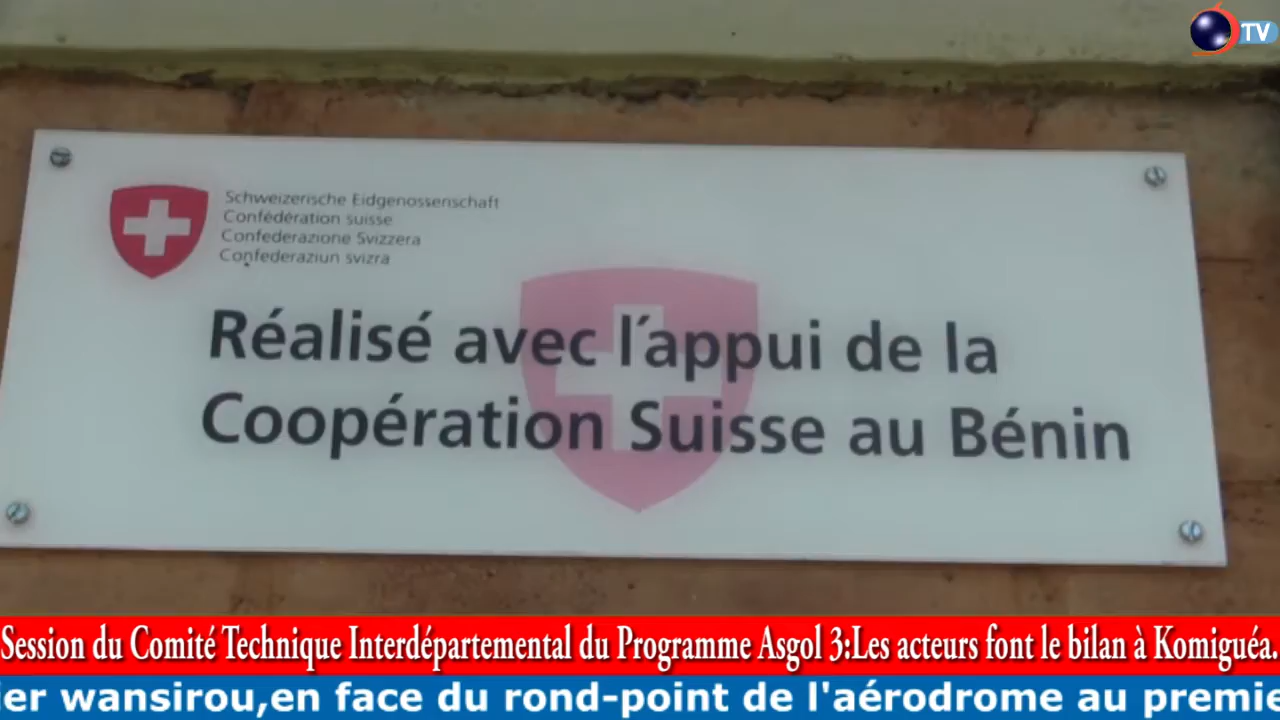 TV
Schweizerische Eidgenossenschaft
Confédération suisse
Confederazione Svizzera
Confederaziun svizra
Réalisé avec l'appui de la
Coopération Suisse au Bénin
Session du Comité Technique Interdépartemental du Programme Asgol 3:Les acteurs font le bilan à Komiguéa.
ier wansirou,en face du rond-point de l'aérodrome au premie